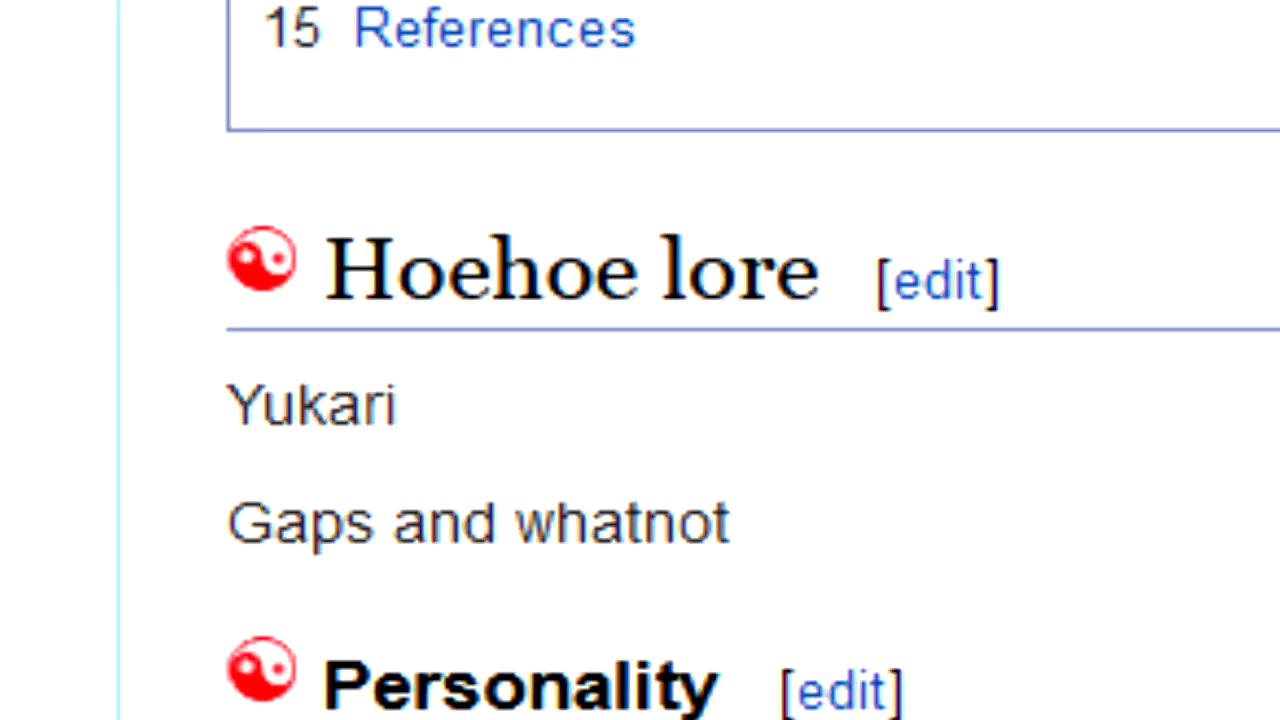 15 References
Hoehoe lore [edit]
Yukari
Gaps and whatnot
Personality [edit]